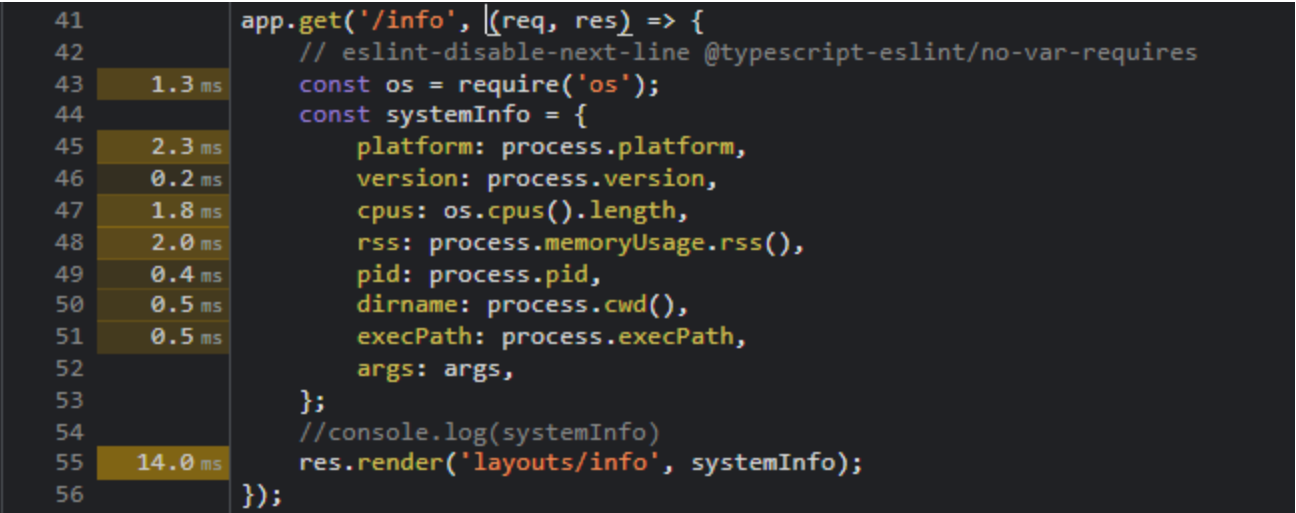 41 app.get('/info', (req, res) => {
42 // eslint-disable-next-line @typescript-eslint/no-var-requires
43 1.3 ms const os = require('os');
44 const systemInfo = {
45 2.3 ms platform: process.platform,
46 0.2 ms version: process.version,
47 1.8 ms cpus: os.cpus().length,
48 2.0 ms rss: process.memoryUsage.rss(),
49 0.4 ms pid: process.pid,
50 0.5 ms dirname: process.cwd(),
51 0.5 ms execPath: process.execPath,
52 args: args,
53 };
54 //console.log(systemInfo)
55 14.0 ms res.render('layouts/info', systemInfo);
56 });